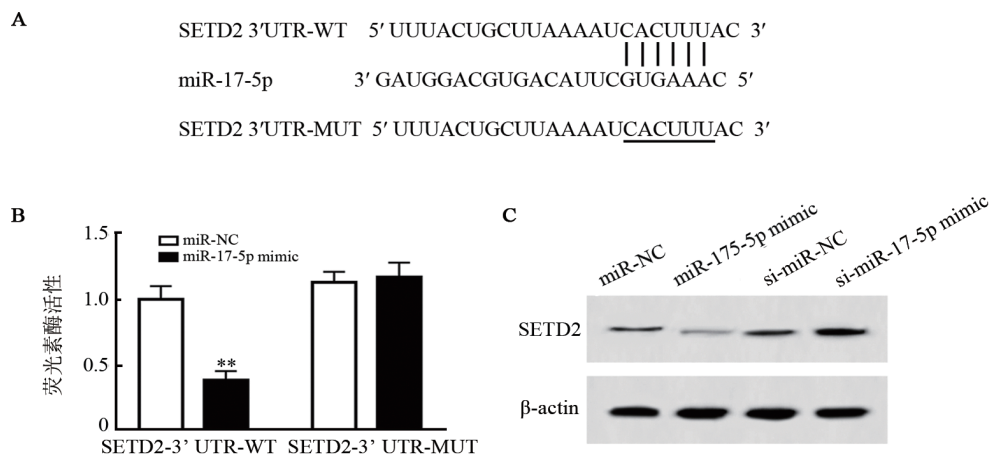 A
SETD2 3′UTR-WT 5′ UUUACUGCUUAAAAUCACUUUAC 3′
miR-17-5p 3′ GAUGGACGUGACAUUCGUGAAAC 5′
SETD2 3′UTR-MUT 5′ UUUACUGCUUAAAAUCACUUUAC 3′
B
荧光素酶活性
1.5
1.0
0.5
0
miR-NC
miR-17-5p mimic
**
SETD2-3’ UTR-WT SETD2-3’ UTR-MUT
C
miR-NC
miR-175-5p mimic
si-miR-NC
si-miR-17-5p mimic
SETD2
β-actin